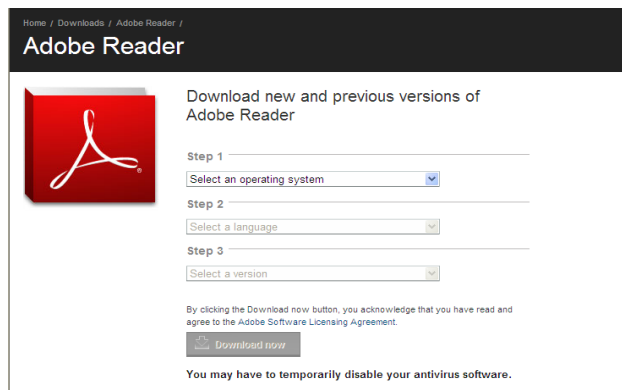 Home / Downloads / Adobe Reader /
Adobe Reader
Download new and previous versions of
Adobe Reader
Step 1
Select an operating system
Step 2
Select a language
Step 3
Select a version
By clicking the Download now button, you acknowledge that you have read and
agree to the Adobe Software Licensing Agreement.
Download now
You may have to temporarily disable your antivirus software.